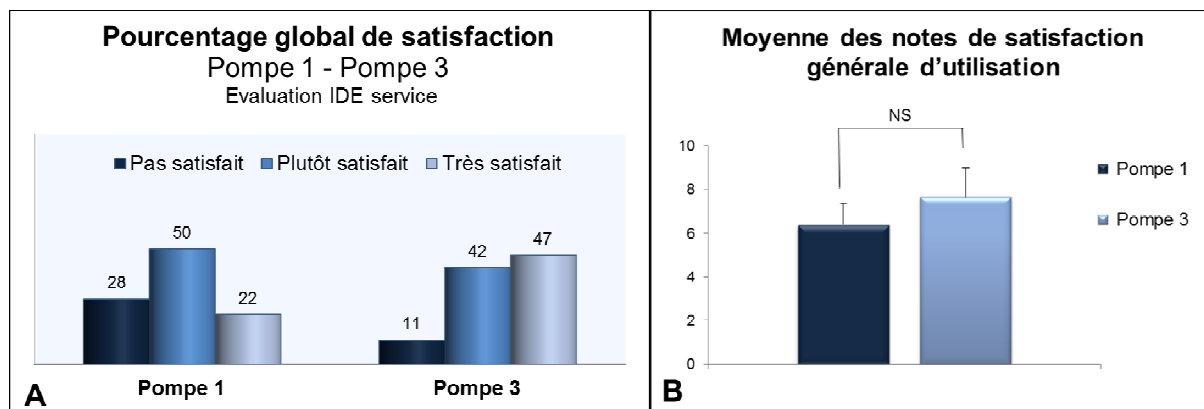 Pourcentage global de satisfaction
Pompe 1 - Pompe 3
Evaluation IDE service
Pas satisfait Plutôt satisfait Très satisfait
28
50
22
11
42
47
Pompe 1
Pompe 3
A
Moyenne des notes de satisfaction
générale d’utilisation
NS
10
8
6
4
2
0
Pompe 1
Pompe 3
B